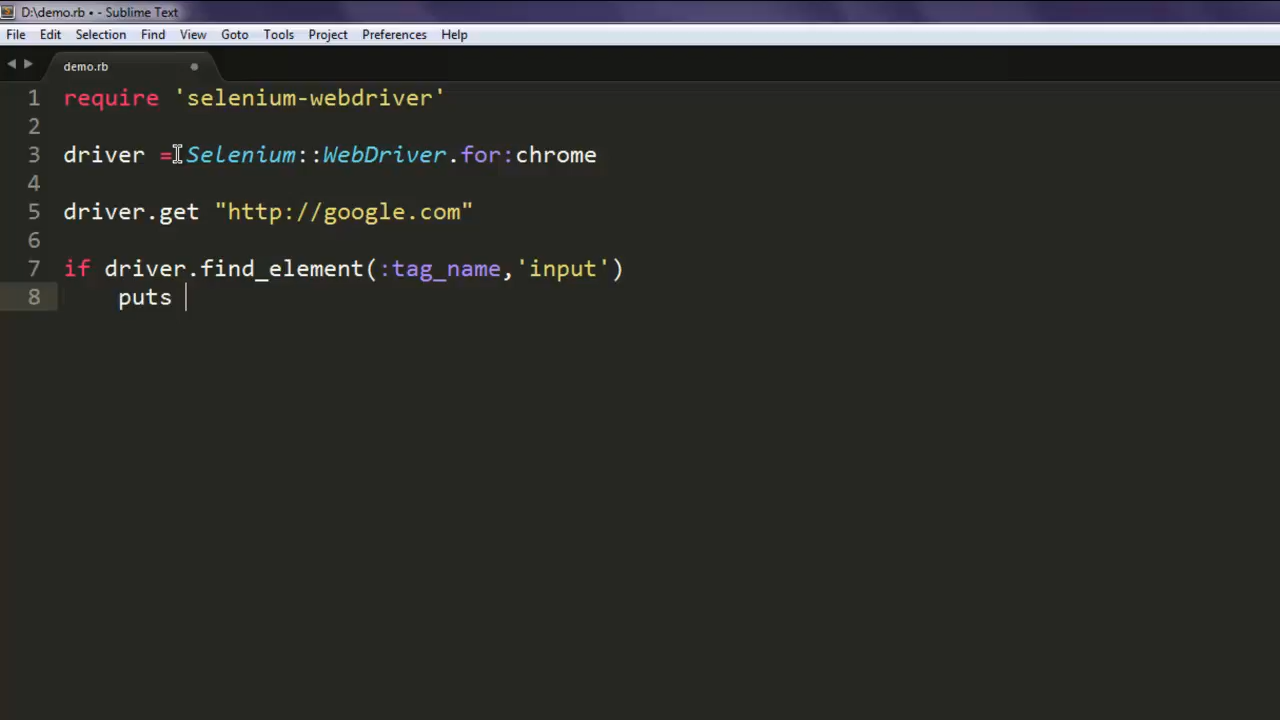 D:\demo.rb • - Sublime Text
File Edit Selection Find View Goto Tools Project Preferences Help
demo.rb
1 require 'selenium-webdriver'
2
3 driver = Selenium::WebDriver.for:chrome
4
5 driver.get "http://google.com"
6
7 if driver.find_element(:tag_name,'input')
8 puts